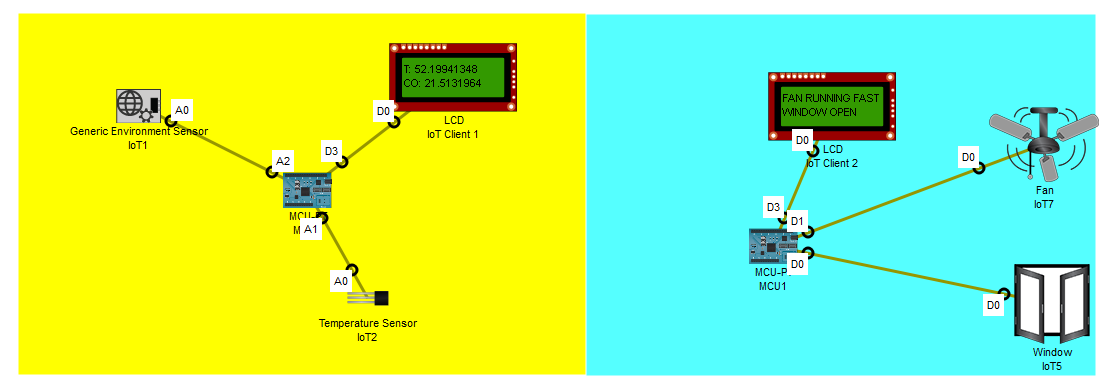 T: 52.19941348
CO: 21.5131964
A0
Generic Environment Sensor
IoT1
D0
LCD
IoT Client 1
D3
A2
A1
A0
Temperature Sensor
IoT2
FAN RUNNING FAST
WINDOW OPEN
D0
LCD
IoT Client 2
D0
Fan
IoT7
D3
D1
D0
MCU1
D0
Window
IoT5